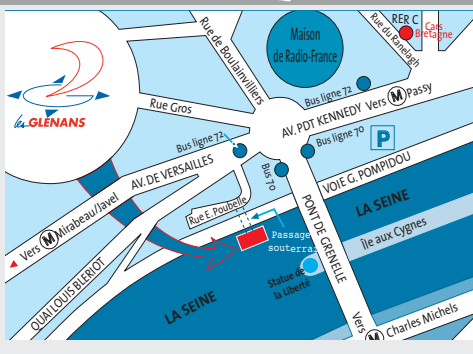 RER C
Cars
Bretagne
Rue du Ranelagh
Maison
de Radio-France
Rue de Boulainvilliers
Bus ligne 72
Vers M Passy
AV. PDT KENNEDY
Rue Gros
les GLENANS
Bus ligne 72
Bus ligne 70
P
Bus 70
AV. DE VERSAILLES
VOIE G. POMPIDOU
Rue E. Poubelle
Vers M Mirabeau/Javel
PONT DE GRENELLE
LA SEINE
Passage
souterra
Île aux Cygnes
QUAI LOUIS BLERIOT
Statue de
la Liberté
LA SEINE
Vers M Charles Michels